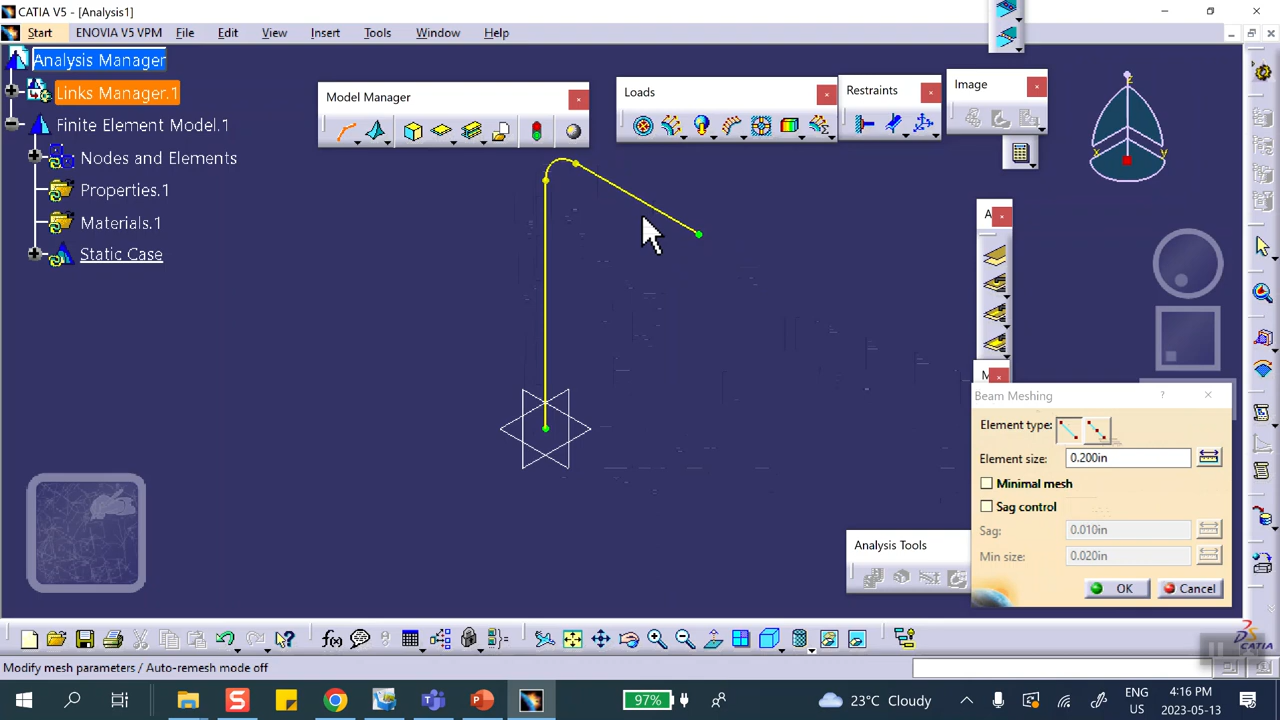 CATIA V5 - [Analysis1]
Start ENOVIA V5 VPM File Edit View Insert Tools Window Help
Analysis Manager
Links Manager.1
Finite Element Model.1
Nodes and Elements
Properties.1
Materials.1
Static Case
Model Manager
Loads
Restraints
Image
A
M
Beam Meshing
Element type:
Element size: 0.200in
Minimal mesh
Sag control
Sag: 0.010in
Min size: 0.020in
OK Cancel
Analysis Tools
f(x)
CATIA
Modify mesh parameters / Auto-remesh mode off
97%
23°C Cloudy
ENG
US
4:16 PM
2023-05-13